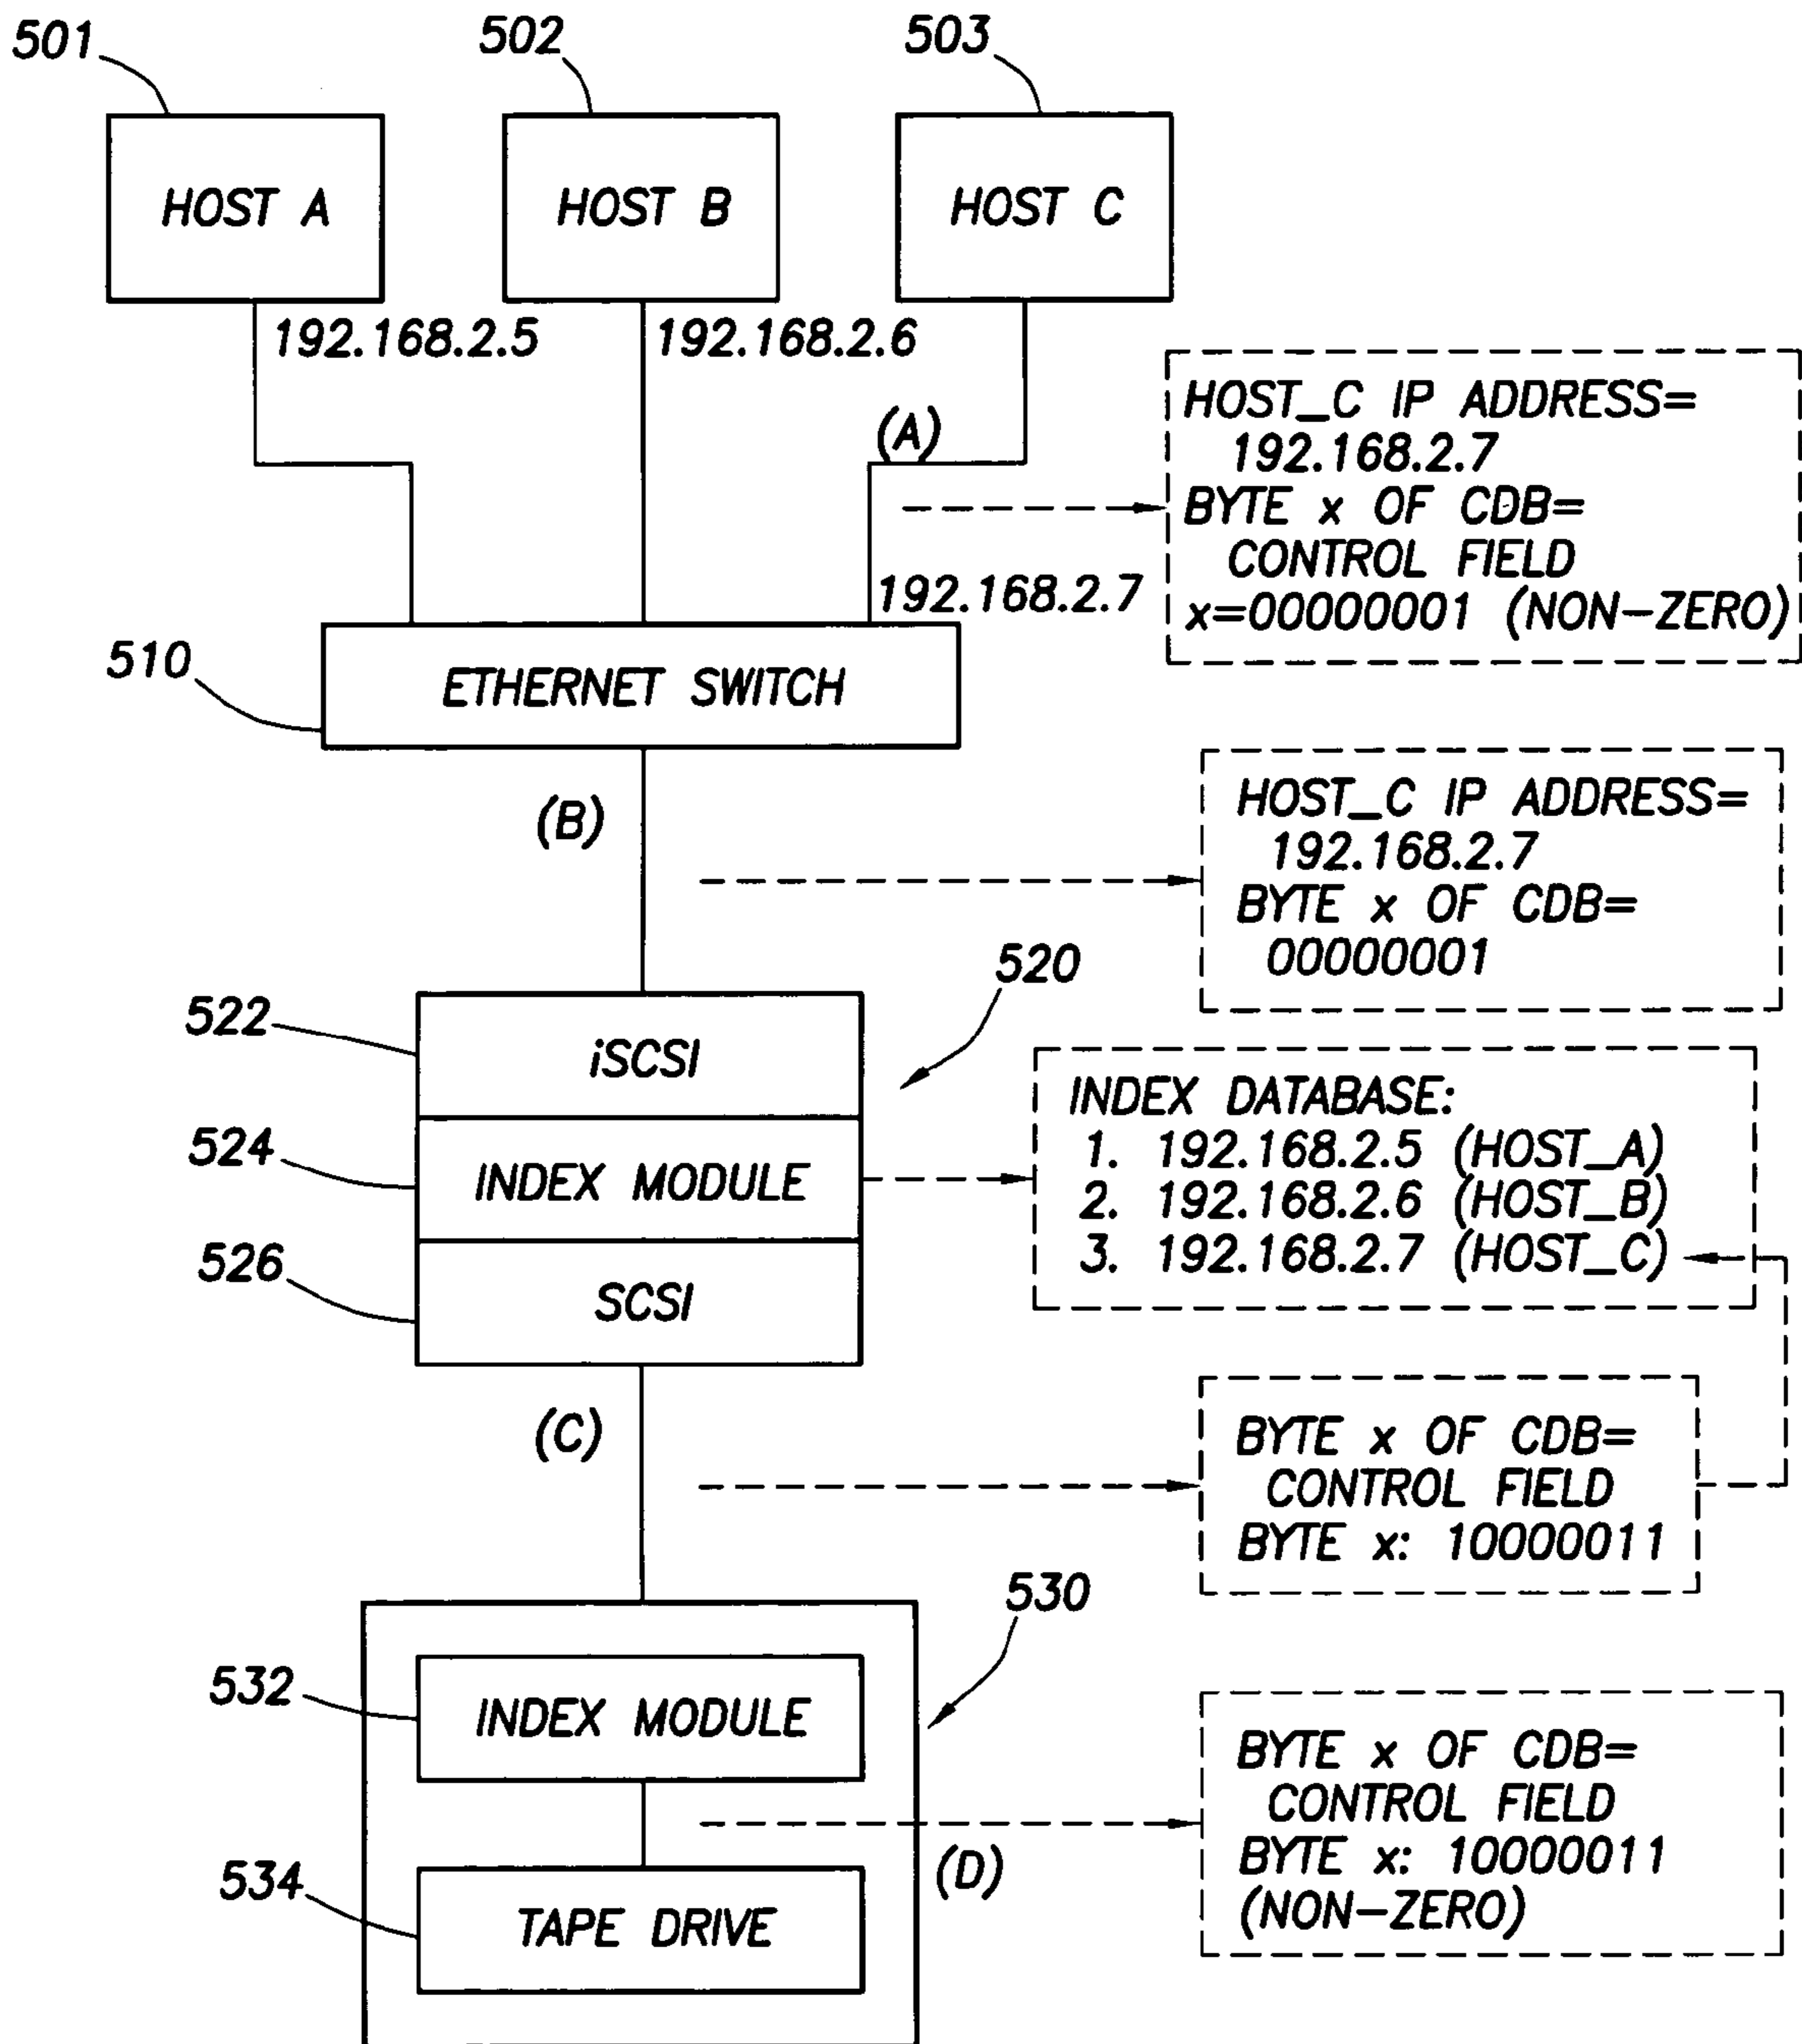 501
502
503
HOST A
HOST B
HOST C
192.168.2.5
192.168.2.6
(A)
HOST_C IP ADDRESS=
192.168.2.7
BYTE x OF CDB=
CONTROL FIELD
x=00000001 (NON-ZERO)
192.168.2.7
510
ETHERNET SWITCH
(B)
HOST_C IP ADDRESS=
192.168.2.7
BYTE x OF CDB=
00000001
520
522
iSCSI
524
INDEX MODULE
526
SCSI
INDEX DATABASE:
1. 192.168.2.5 (HOST_A)
2. 192.168.2.6 (HOST_B)
3. 192.168.2.7 (HOST_C)
(C)
BYTE x OF CDB=
CONTROL FIELD
BYTE x: 10000011
530
532
INDEX MODULE
534
TAPE DRIVE
(D)
BYTE x OF CDB=
CONTROL FIELD
BYTE x: 10000011
(NON-ZERO)